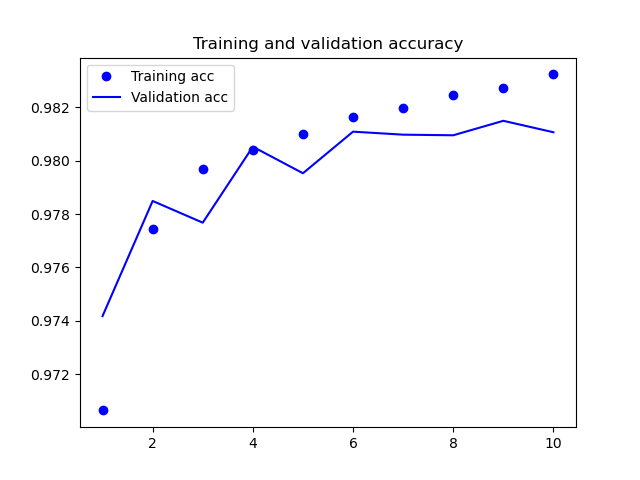 Training and validation accuracy
Training acc
Validation acc
0.982
0.980
0.978
0.976
0.974
0.972
2 4 6 8 10